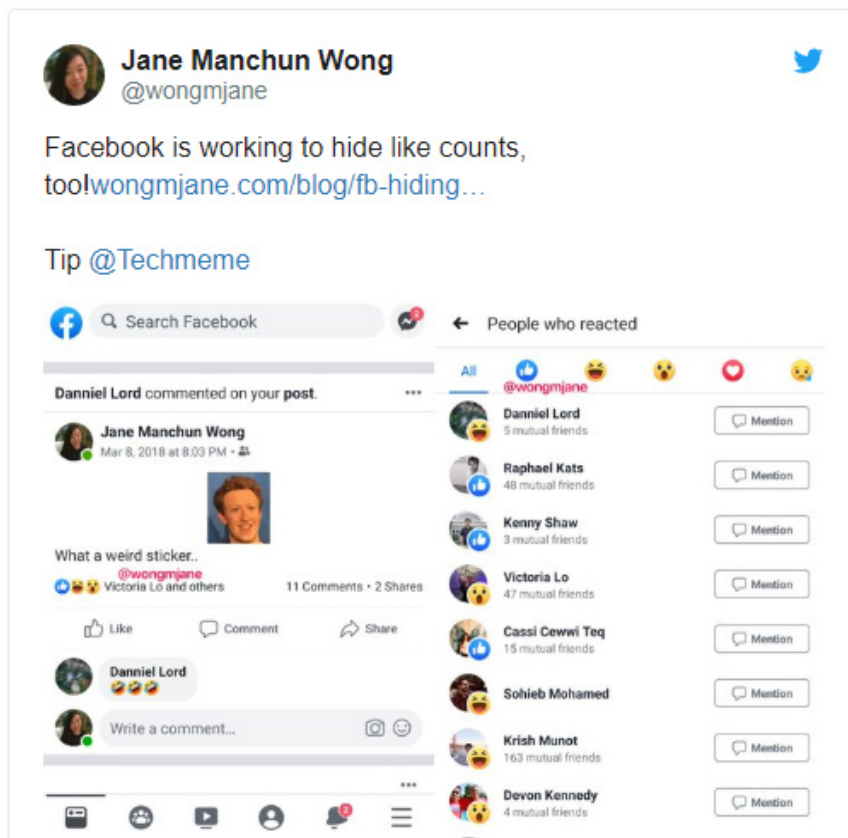 Jane Manchun Wong
@wongmjane
Facebook is working to hide like counts,
too!wongmjane.com/blog/fb-hiding...
Tip @Techmeme
Search Facebook
2
Danniel Lord commented on your post.
Jane Manchun Wong
Mar 8, 2018 at 8:03 PM
What a weird sticker..
@wongmjane
Victoria Lo and others
11 Comments • 2 Shares
Like
Comment
Share
Danniel Lord
Write a comment...
2
People who reacted
All
@wongmjane
Danniel Lord
Mention
5 mutual friends
Raphael Kats
Mention
48 mutual friends
Kenny Shaw
Mention
3 mutual friends
Victoria Lo
Mention
47 mutual friends
Cassi Cewwi Teq
Mention
15 mutual friends
Sohieb Mohamed
Mention
Krish Munot
Mention
163 mutual friends
Devon Kennedy
Mention
4 mutual friends